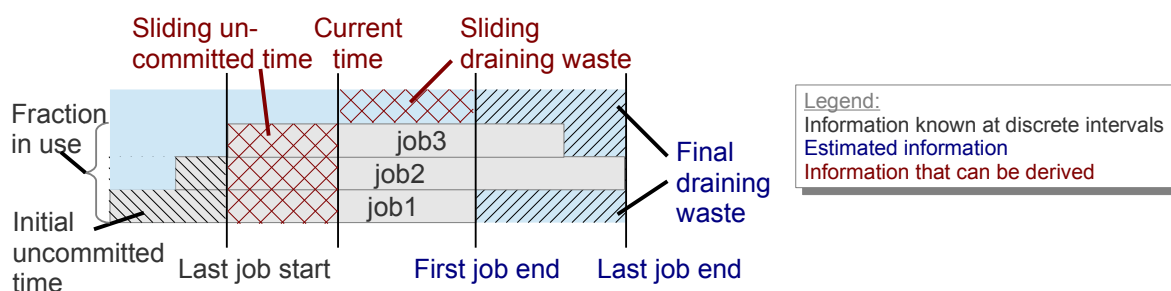 Sliding un-
committed time
Current
time
Sliding
draining waste
Fraction
in use
job3
job2
job1
Initial
uncommitted
time
Final
draining
waste
Last job start
First job end
Last job end
Legend:
Information known at discrete intervals
Estimated information
Information that can be derived